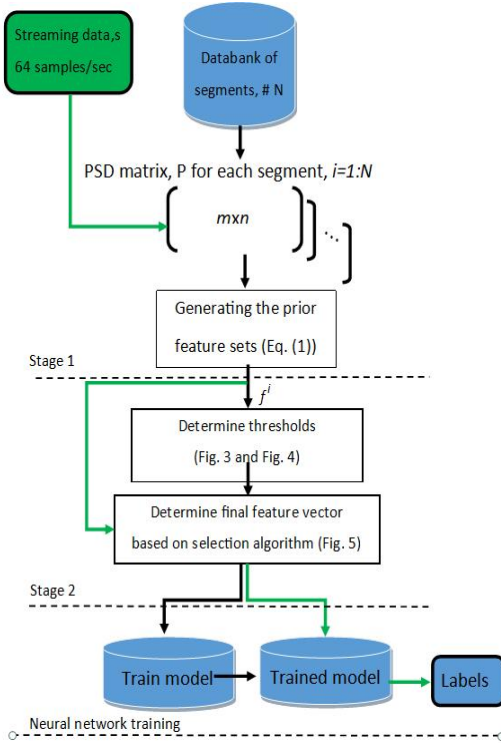 Streaming data,s
64 samples/sec
Databank of
segments, # N
PSD matrix, P for each segment, i=1:N
mxn
...
Generating the prior
feature sets (Eq. (1))
Stage 1
f^i
Determine thresholds
(Fig. 3 and Fig. 4)
Determine final feature vector
based on selection algorithm (Fig. 5)
Stage 2
Train model
Trained model
Labels
Neural network training